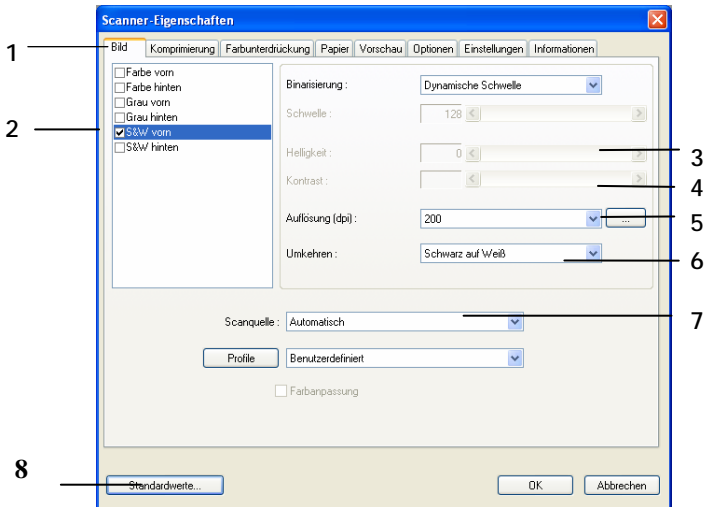 Scanner-Eigenschaften
Bild Komprimierung Farbunterdrückung Papier Vorschau Optionen Einstellungen Informationen
1
Farbe vorn
Farbe hinten
Grau vorn
Grau hinten
S&W vorn
S&W hinten
2
Binarisierung : Dynamische Schwelle
Schwelle : 128
Helligkeit : 0
3
Kontrast :
4
Auflösung (dpi) : 200 ...
5
Umkehren : Schwarz auf Weiß
6
Scanquelle : Automatisch
7
Profile Benutzerdefiniert
Farbanpassung
8
Standardwerte... OK Abbrechen